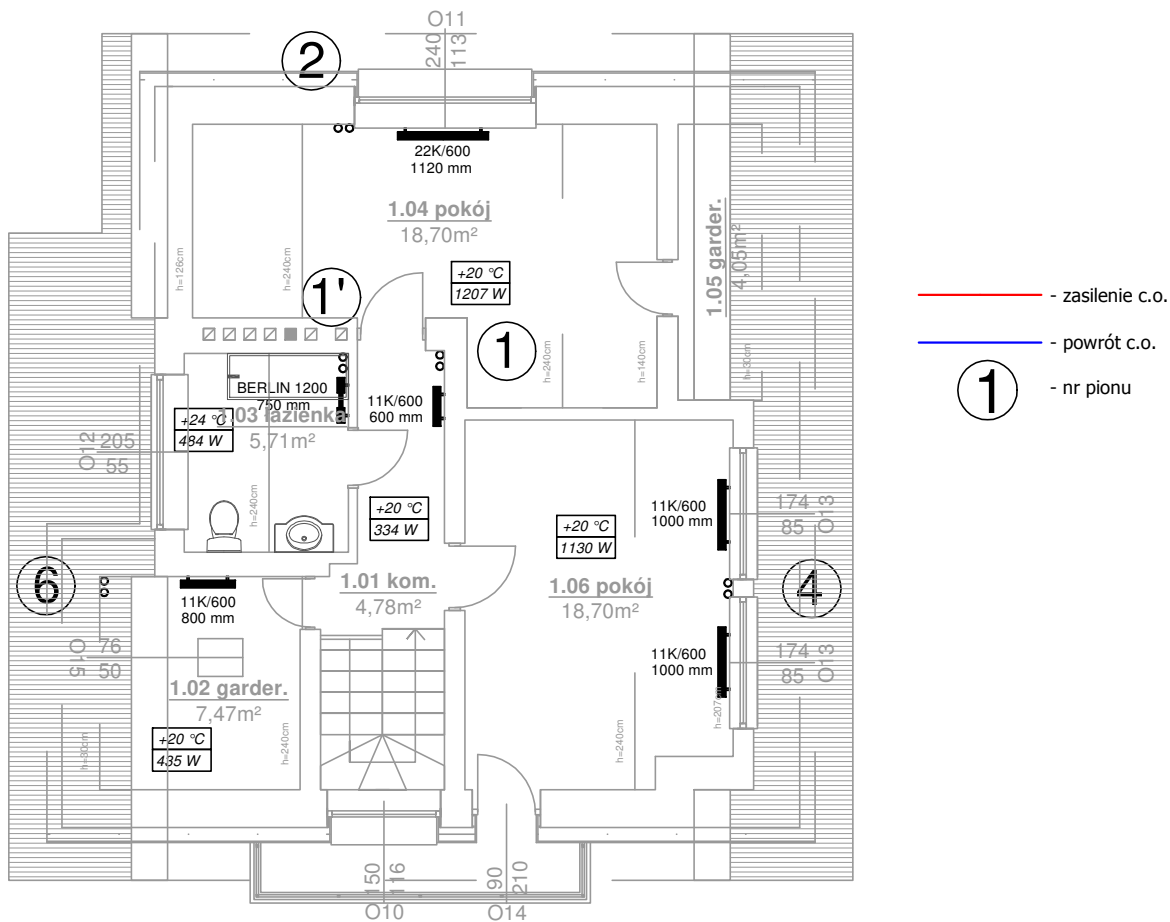 O11
240
113
2
22K/600
1120 mm
1.04 pokój
18,70m²
1.05 garder.
4,05m²
h=126cm
h=240cm
+20 °C
1207 W
- zasilenie c.o.
1'
- powrót c.o.
1
h=240cm
h=140cm
h=30cm
1
- nr pionu
BERLIN 1200
750 mm
11K/600
600 mm
1.03 łazienka
5,71m²
+24 °C
484 W
O12
205
55
h=240cm
+20 °C
334 W
11K/600
1000 mm
+20 °C
1130 W
174
85
O13
6
1.01 kom.
4,78m²
1.06 pokój
18,70m²
4
11K/600
800 mm
O15
76
50
11K/600
1000 mm
174
85
O13
1.02 garder.
7,47m²
h=207
+20 °C
435 W
h=30cm
h=240cm
h=240cm
150
116
O10
90
210
O14